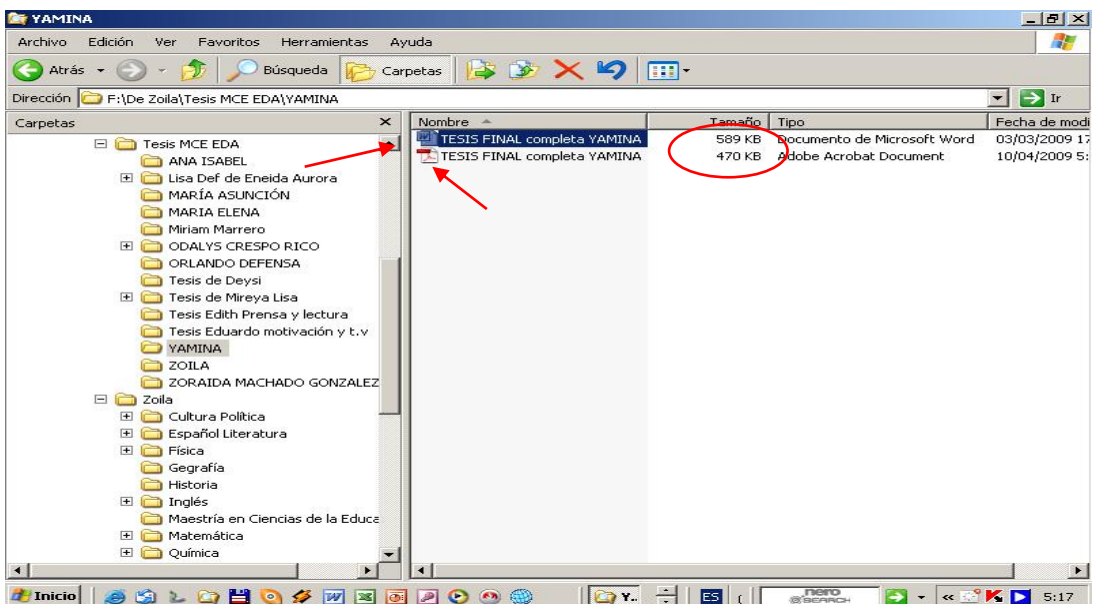 YAMINA
Archivo Edición Ver Favoritos Herramientas Ayuda
Atrás Búsqueda Carpetas
Dirección F:\De Zoila\Tesis MCE EDA\YAMINA Ir
Carpetas
Nombre Tamaño Tipo Fecha de modi
TESIS FINAL completa YAMINA 589 KB Documento de Microsoft Word 03/03/2009 17
TESIS FINAL completa YAMINA 470 KB Adobe Acrobat Document 10/04/2009 5:
Tesis MCE EDA
ANA ISABEL
Lisa Def de Eneida Aurora
MARÍA ASUNCIÓN
MARIA ELENA
Miriam Marrero
ODALYS CRESPO RICO
ORLANDO DEFENSA
Tesis de Deysi
Tesis de Mireya Lisa
Tesis Edith Prensa y lectura
Tesis Eduardo motivación y t.v
YAMINA
ZOILA
ZORAIDA MACHADO GONZALEZ
Zoila
Cultura Política
Español Literatura
Física
Gegrafía
Historia
Inglés
Maestría en Ciencias de la Educa
Matemática
Química
Inicio Y.. ES nero SEARCH 5:17